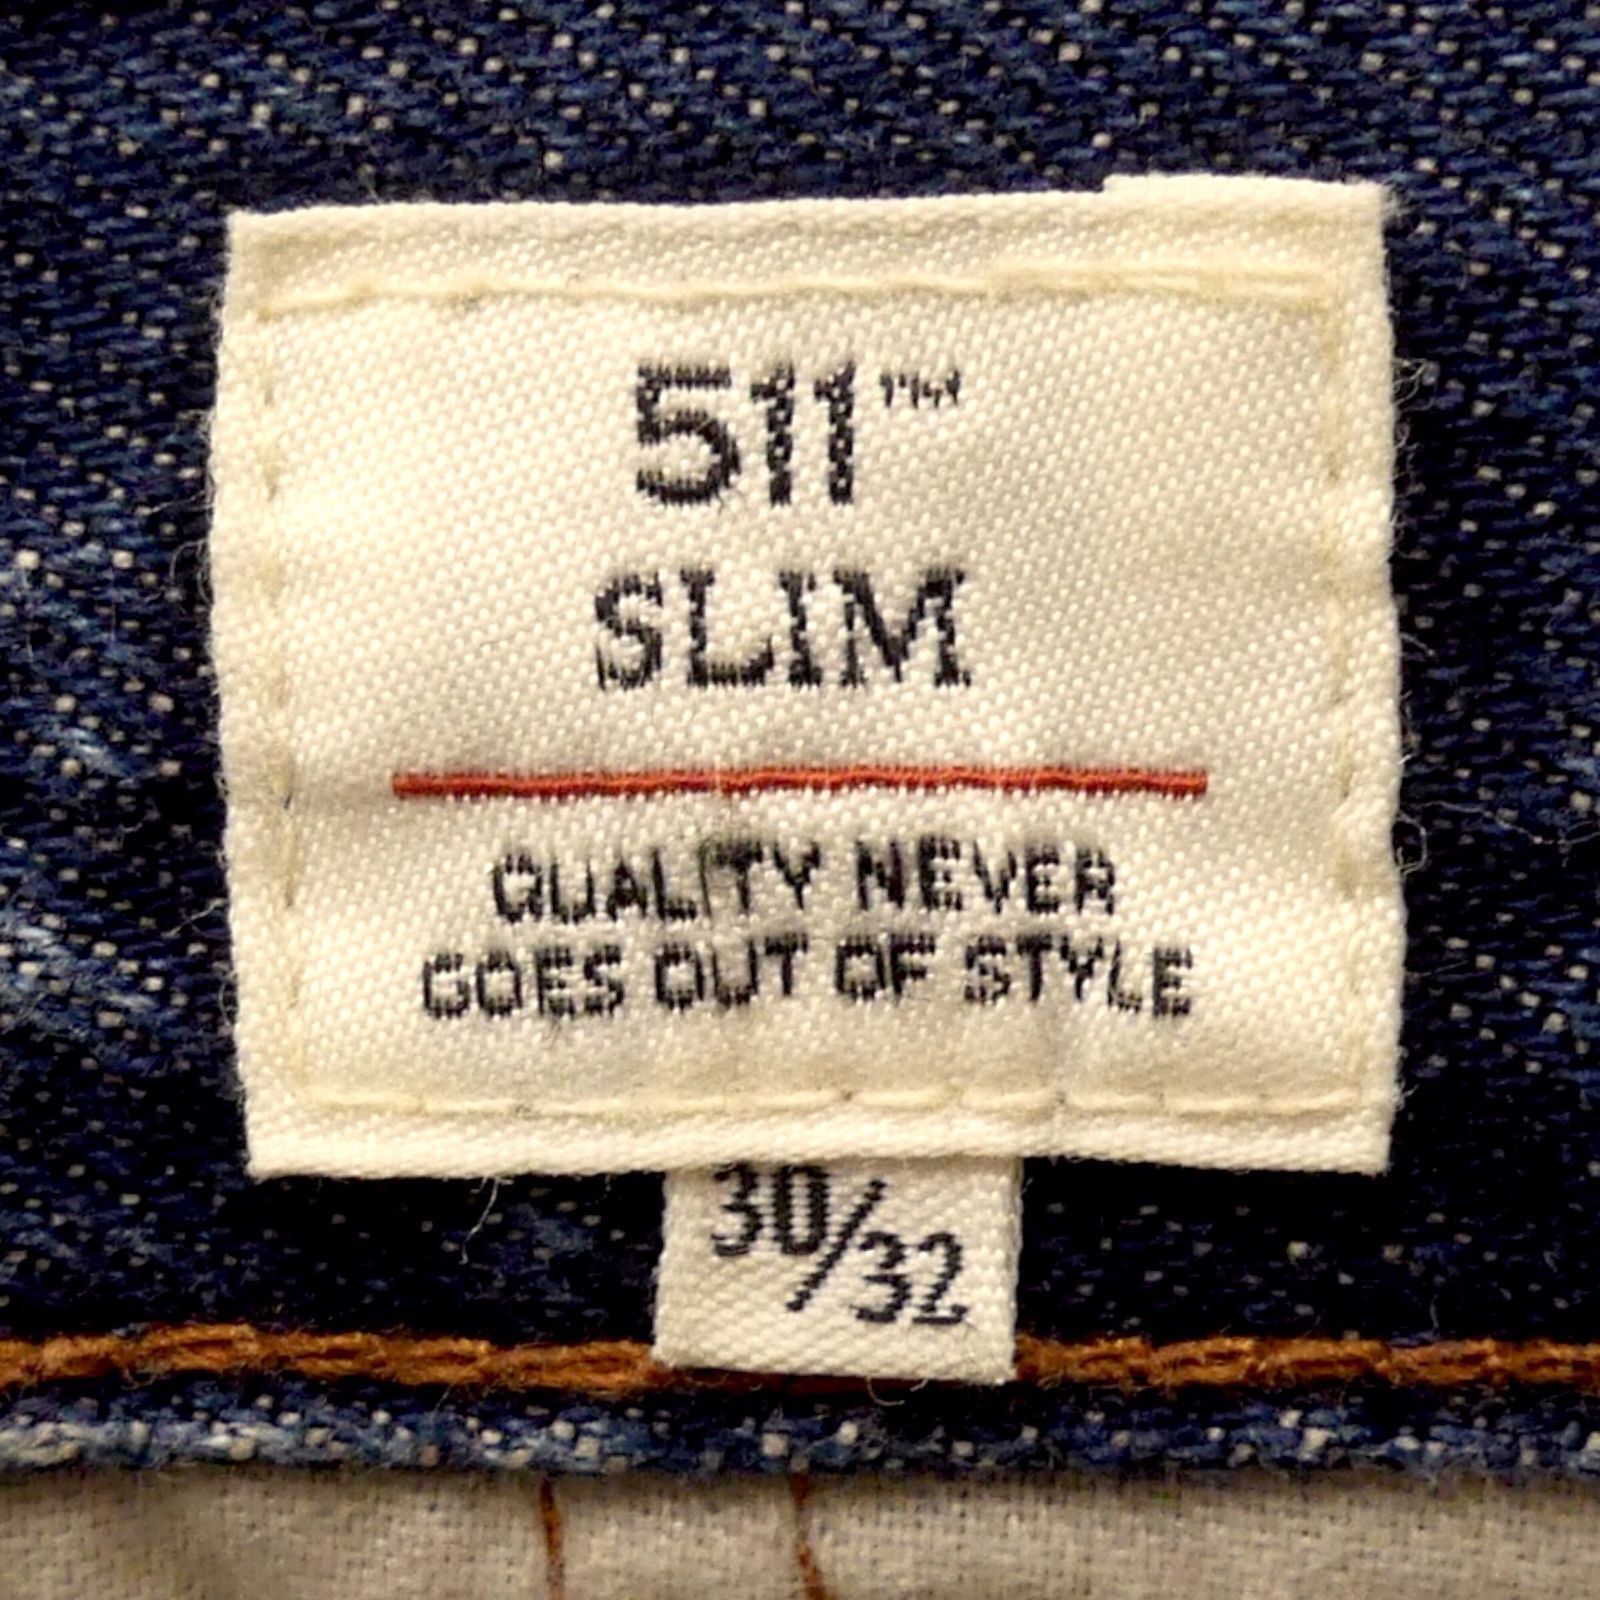 511™
SLIM
QUALITY NEVER
GOES OUT OF STYLE
30/32